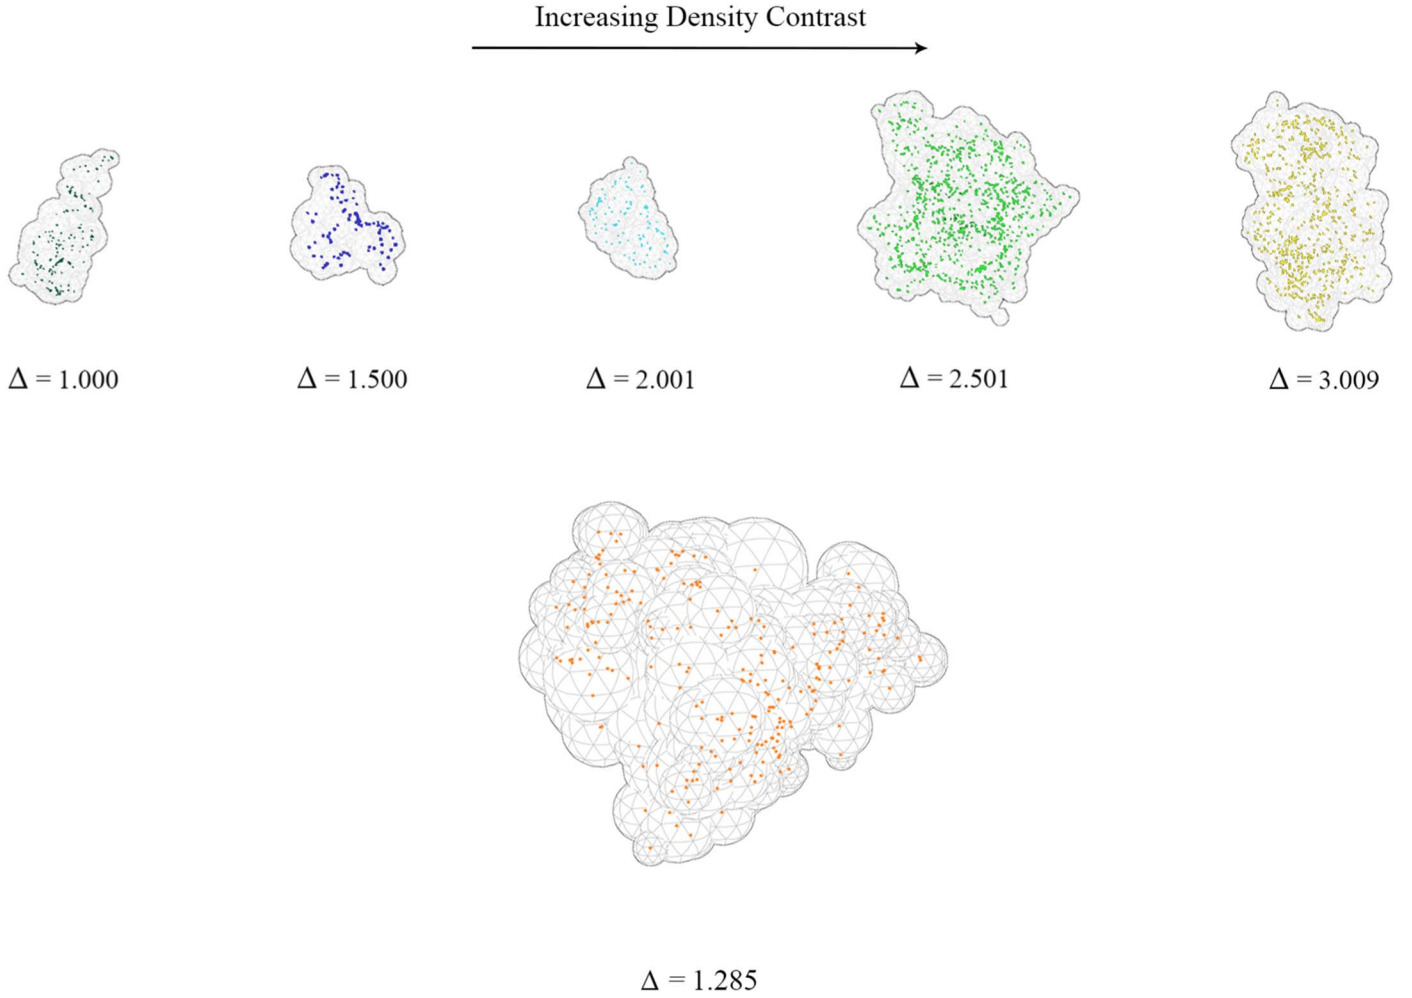 Increasing Density Contrast
Δ = 1.000
Δ = 1.500
Δ = 2.001
Δ = 2.501
Δ = 3.009
Δ = 1.285